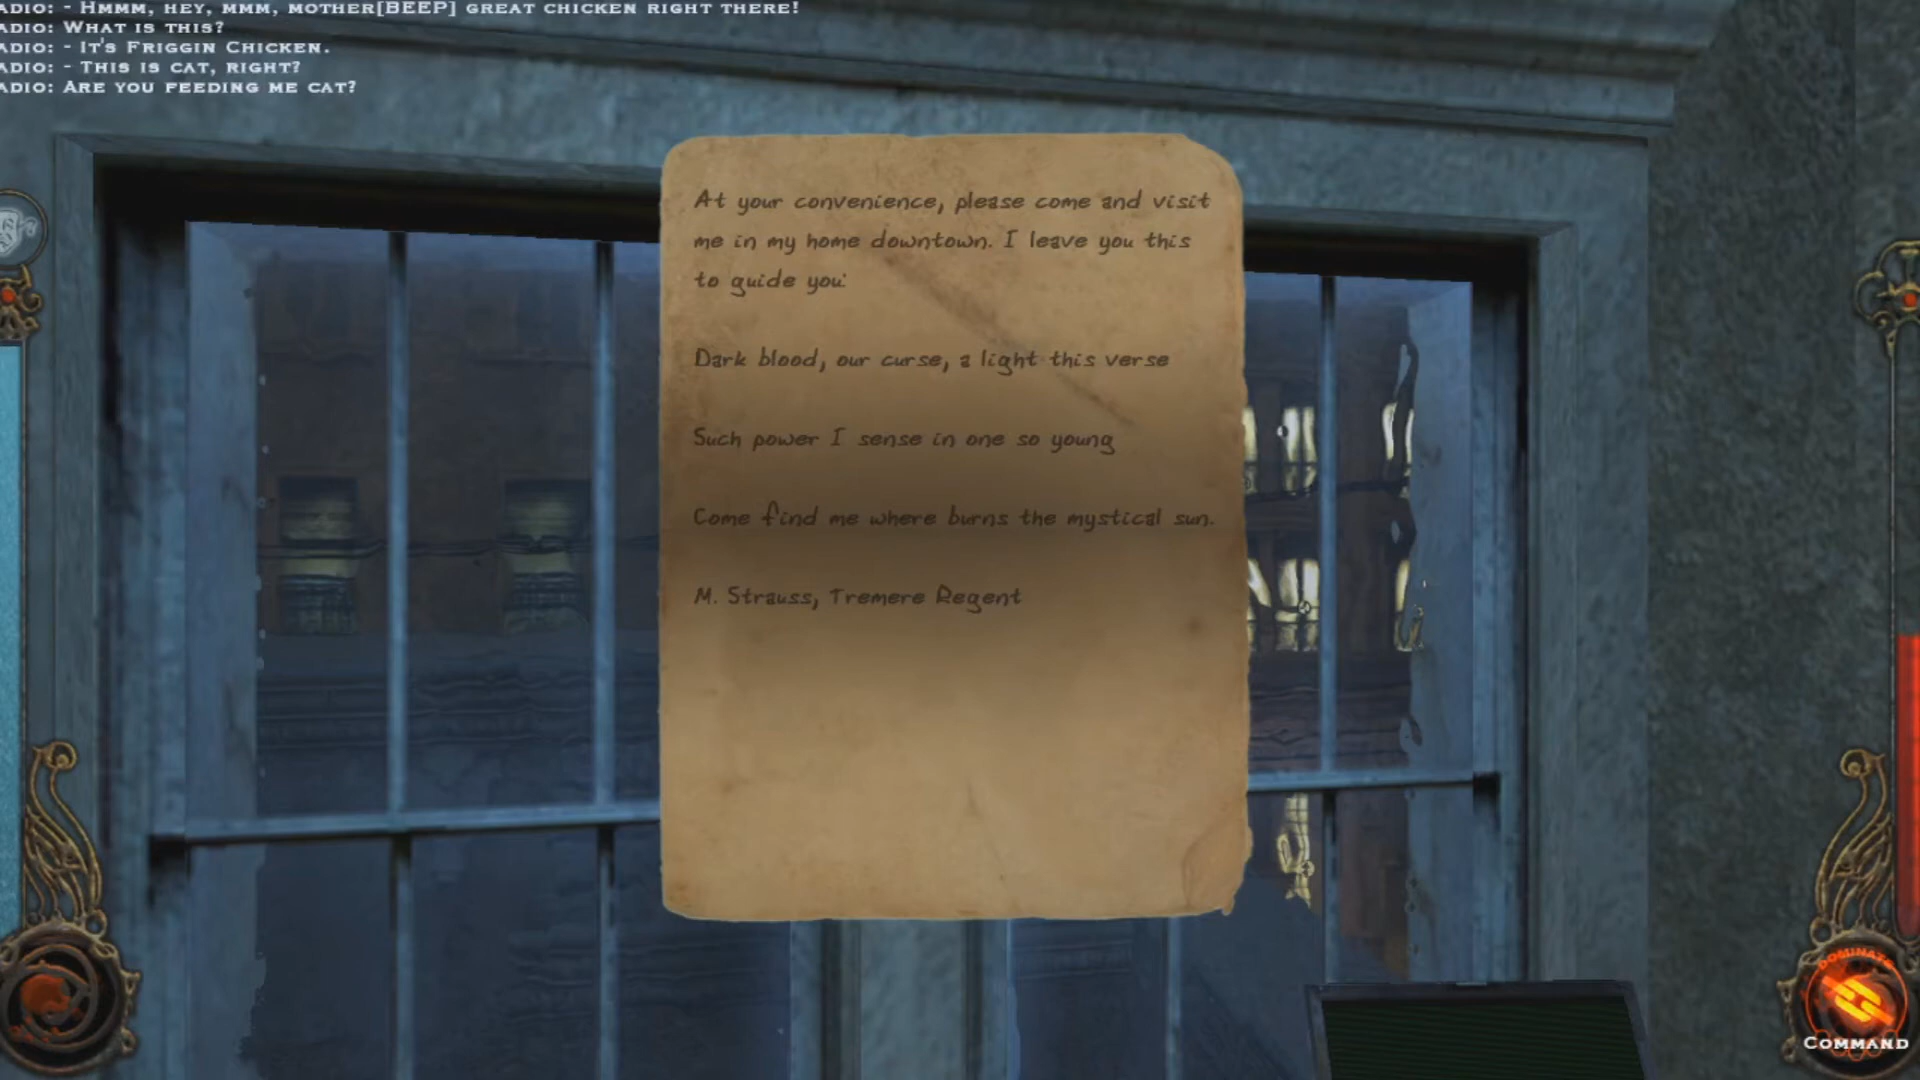 ADIO: - HMMM, HEY, MMM, MOTHER[BEEP] GREAT CHICKEN RIGHT THERE!
ADIO: WHAT IS THIS?
ADIO: - IT'S FRIGGIN CHICKEN.
ADIO: - THIS IS CAT, RIGHT?
ADIO: ARE YOU FEEDING ME CAT?
At your convenience, please come and visit
me in my home downtown. I leave you this
to guide you:
Dark blood, our curse, a light this verse
Such power I sense in one so young
Come find me where burns the mystical sun.
M. Strauss, Tremere Regent
DOMINATE
COMMAND